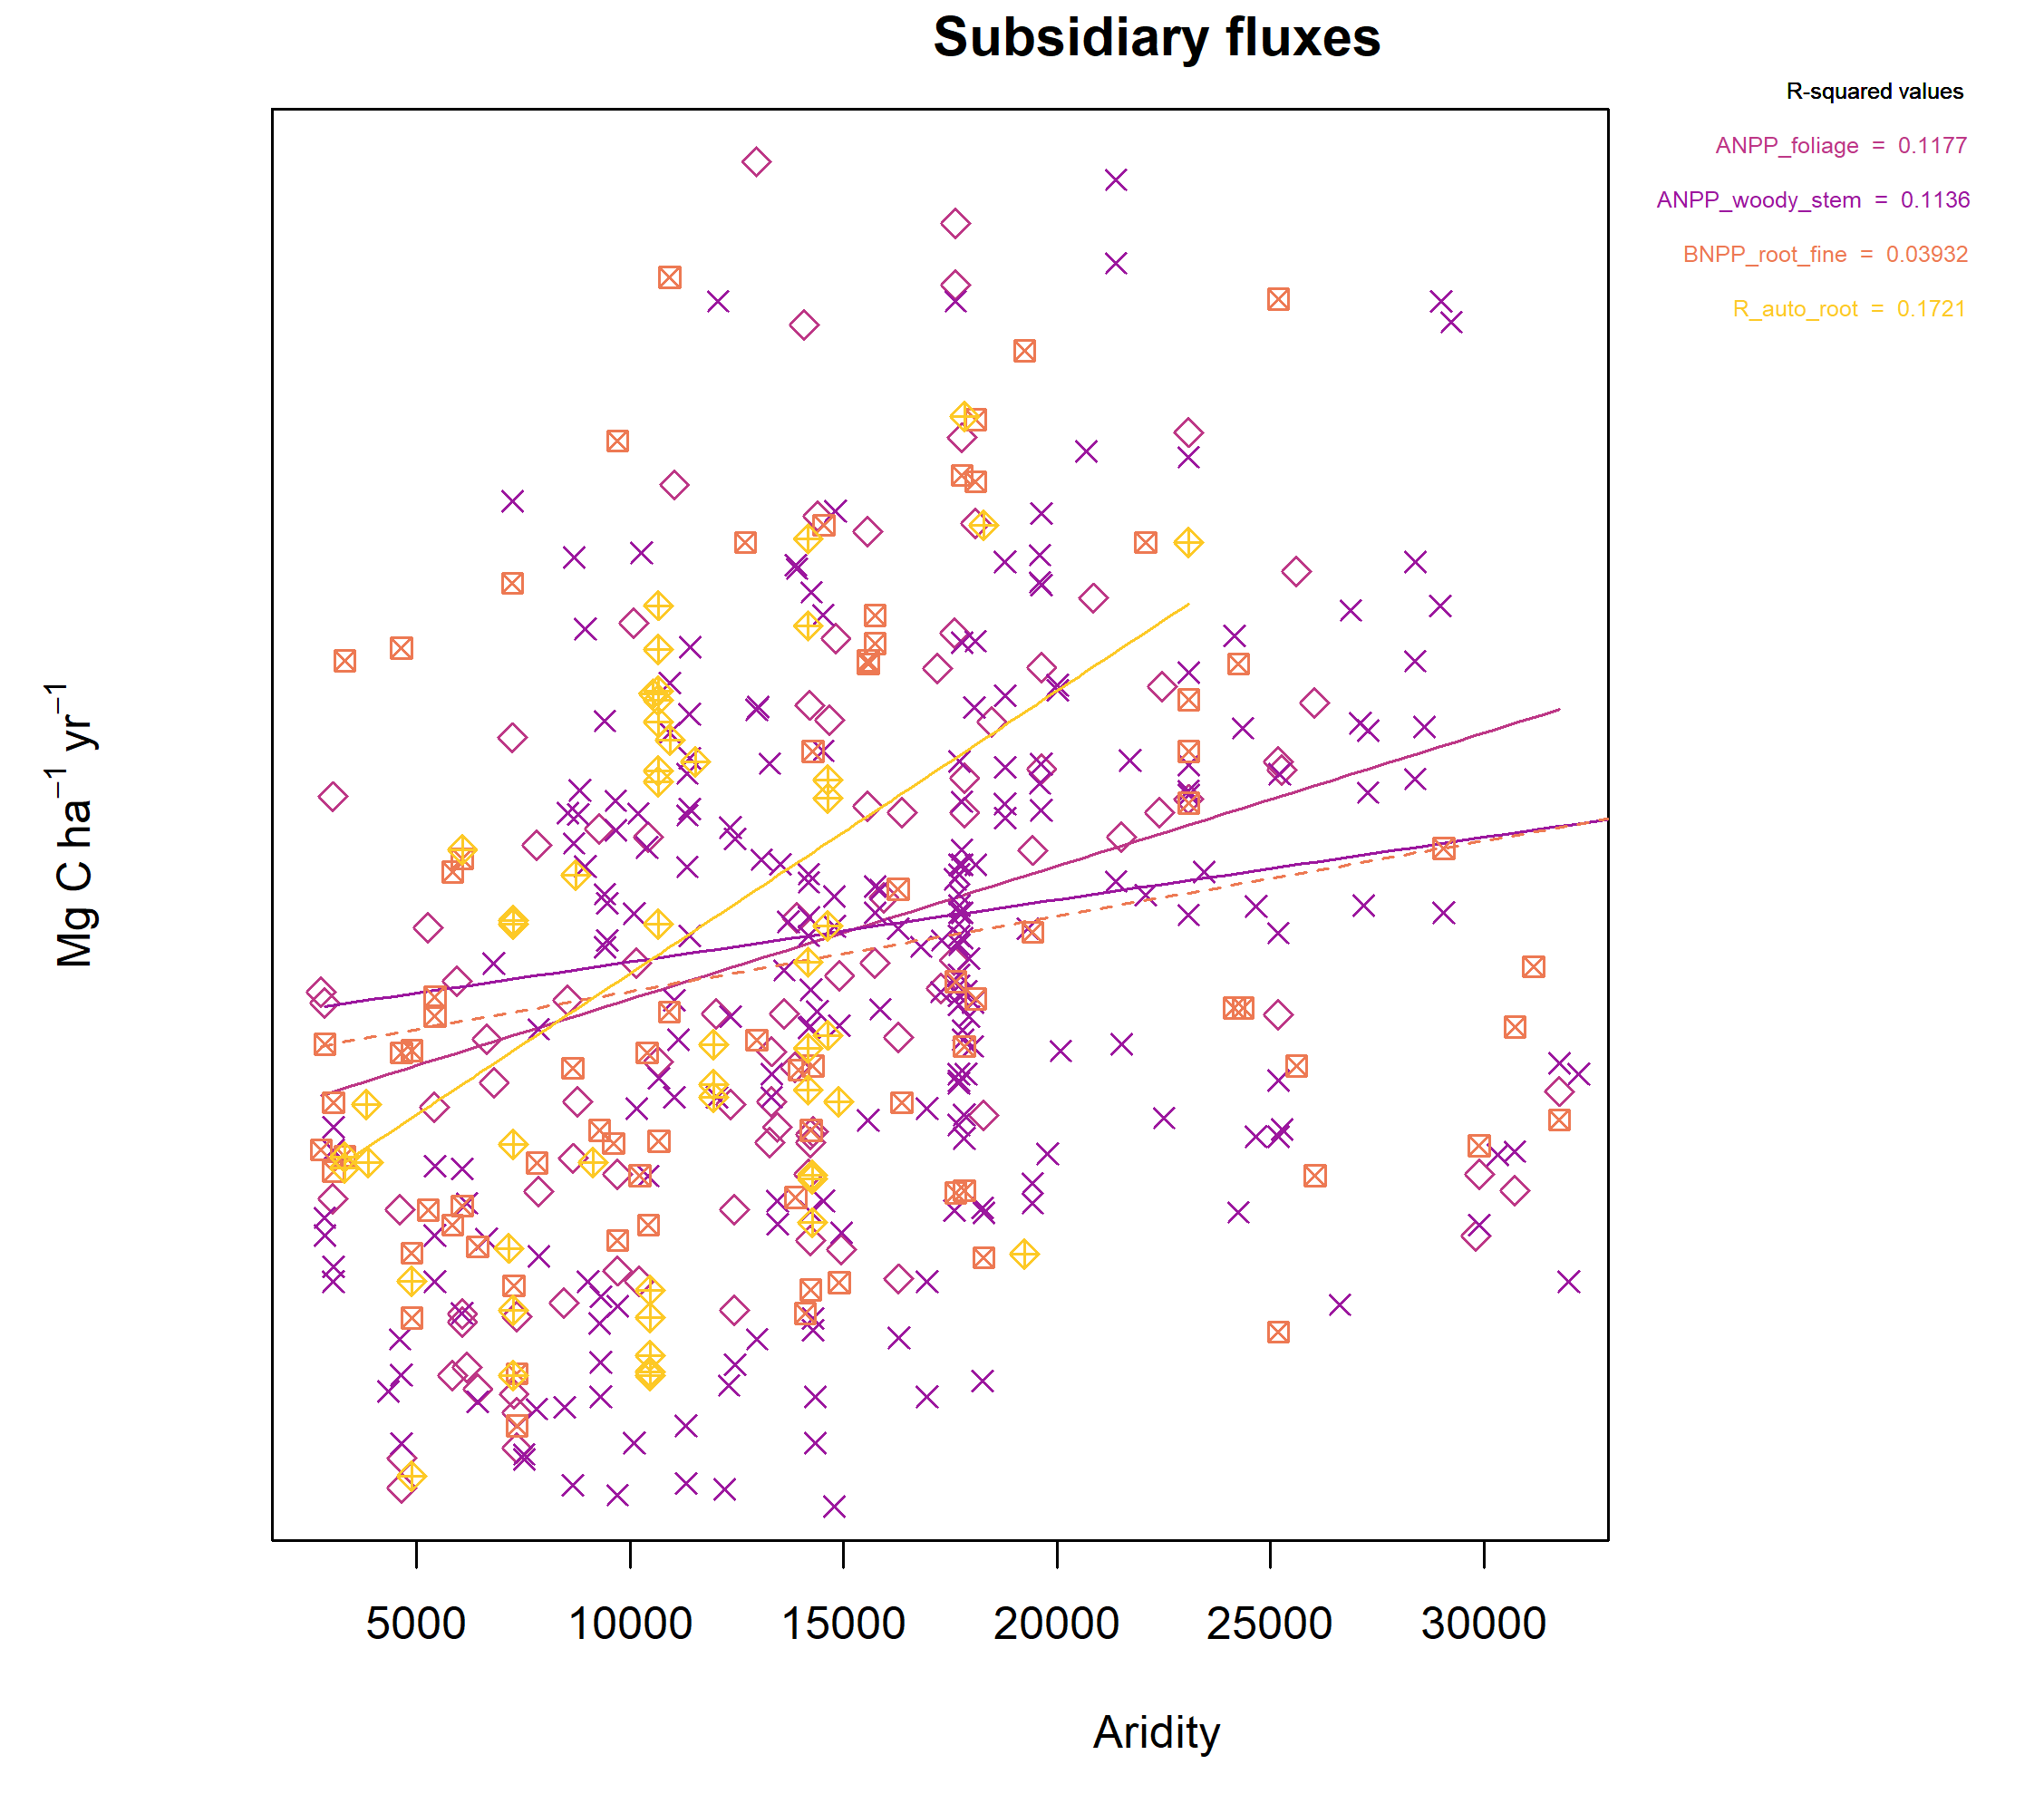 Subsidiary fluxes
R-squared values
ANPP_foliage = 0.1177
ANPP_woody_stem = 0.1136
BNPP_root_fine = 0.03932
R_auto_root = 0.1721
Mg C ha⁻¹ yr⁻¹
5000 10000 15000 20000 25000 30000
Aridity